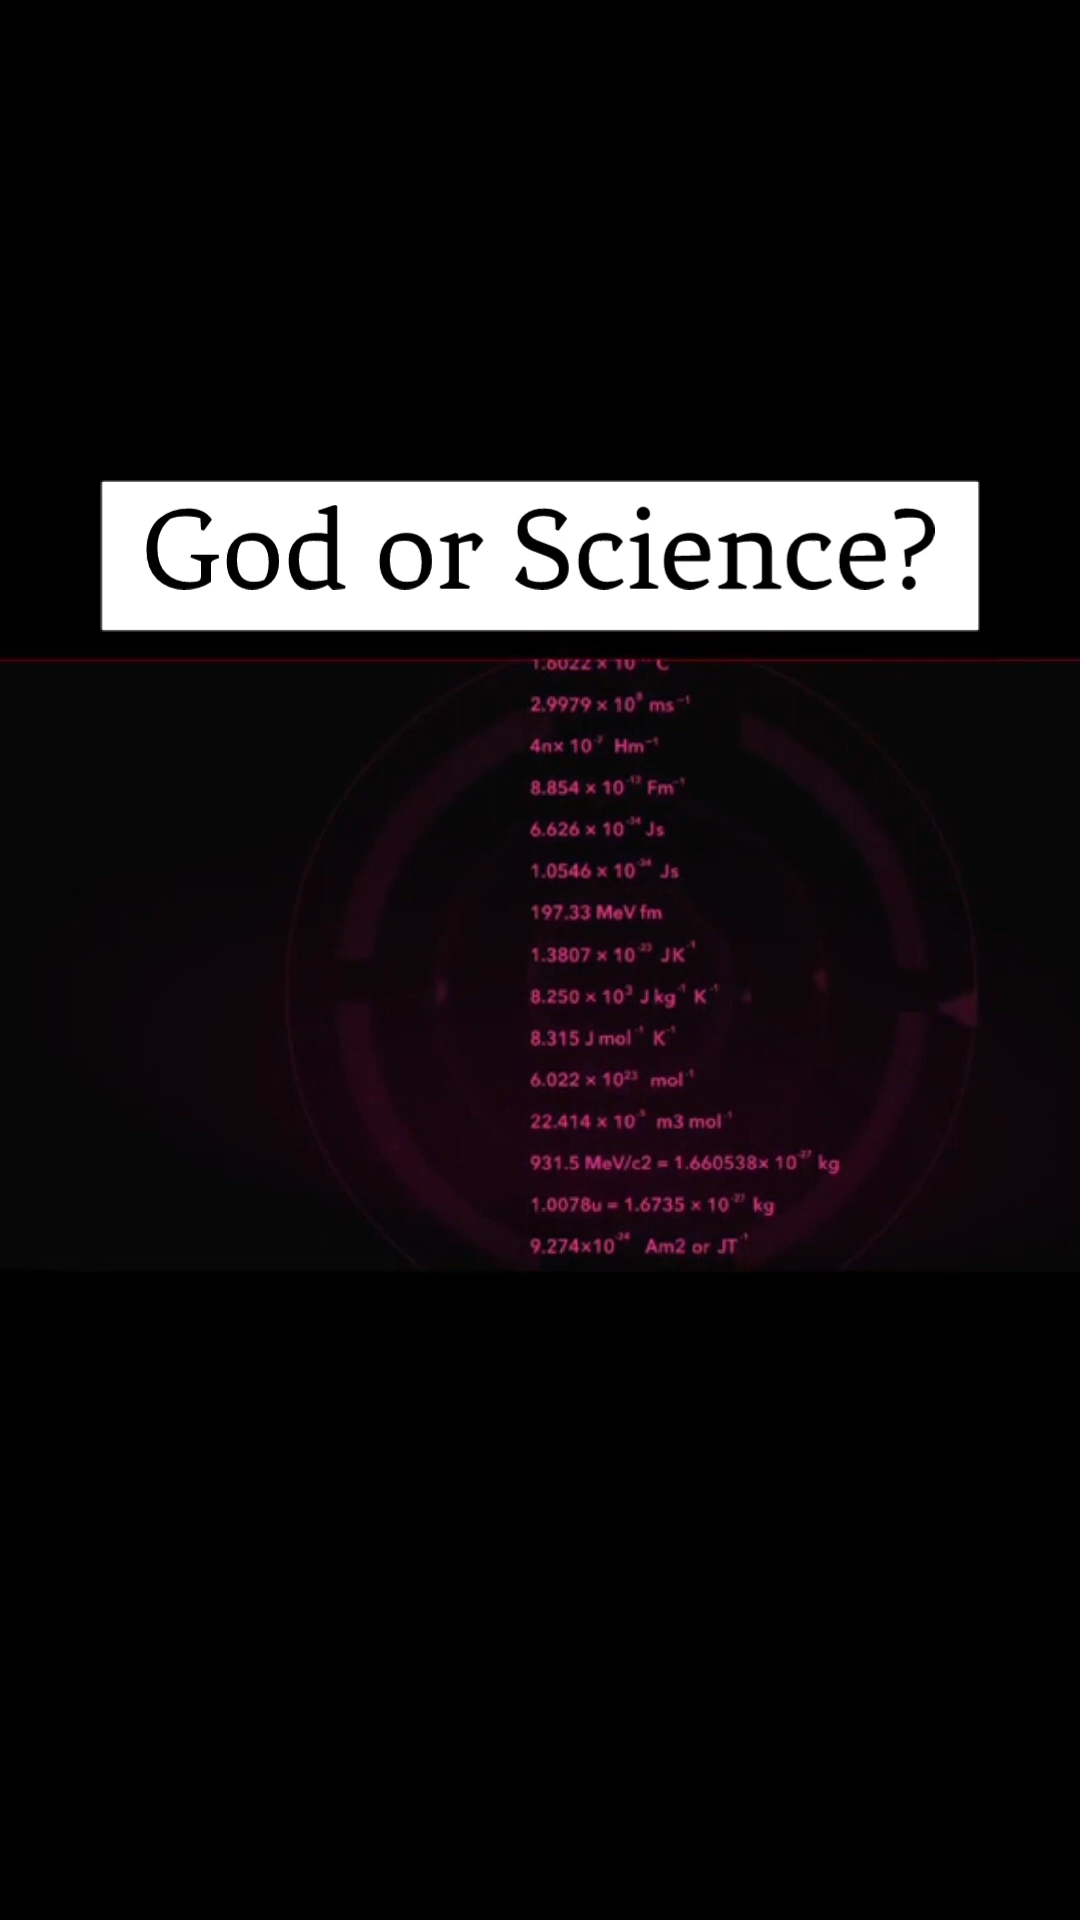 God or Science?
1.6022 × 10 C
2.9979 × 10⁸ ms⁻¹
4π× 10⁻⁷ Hm⁻¹
8.854 × 10⁻¹² Fm⁻¹
6.626 × 10⁻³⁴ Js
1.0546 × 10⁻³⁴ Js
197.33 MeV fm
1.3807 × 10⁻²³ JK⁻¹
8.250 × 10³ J kg⁻¹ K⁻¹
8.315 J mol⁻¹ K⁻¹
6.022 × 10²³ mol⁻¹
22.414 × 10⁻³ m3 mol⁻¹
931.5 MeV/c2 = 1.660538× 10⁻²⁷ kg
1.0078u = 1.6735 × 10⁻²⁷ kg
9.274×10⁻²⁴ Am2 or JT⁻¹